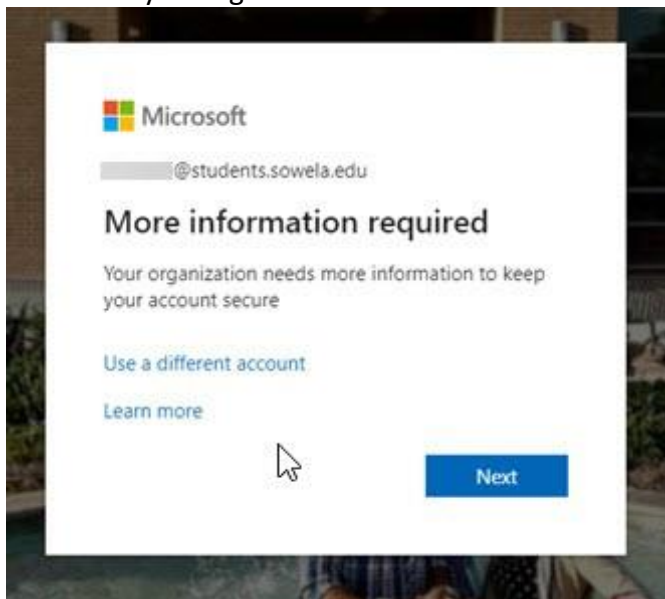 Microsoft
@students.sowela.edu
More information required
Your organization needs more information to keep
your account secure
Use a different account
Learn more
Next